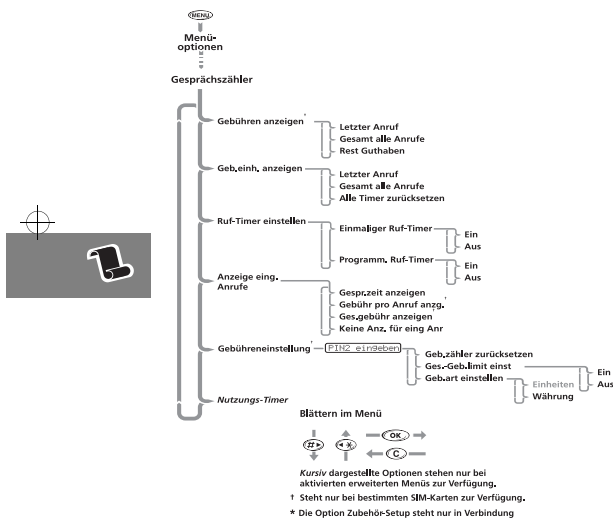 MENU
Menü-
optionen
Gesprächszähler
Gebühren anzeigen†
Letzter Anruf
Gesamt alle Anrufe
Rest Guthaben
Geb.einh. anzeigen
Letzter Anruf
Gesamt alle Anrufe
Alle Timer zurücksetzen
Ruf-Timer einstellen
Einmaliger Ruf-Timer
Ein
Aus
Programm. Ruf-Timer
Ein
Aus
Anzeige eing.
Anrufe
Gespr.zeit anzeigen
Gebühr pro Anruf anzg.†
Ges.gebühr anzeigen†
Keine Anz. für eing Anr
Gebühreneinstellung†
PIN2 eingeben
Geb.zähler zurücksetzen
Ges.-Geb.limit einst
Ein
Aus
Geb.art einstellen
Einheiten
Währung
Nutzungs-Timer
Blättern im Menü
# ► ◄ * OK
C
Kursiv dargestellte Optionen stehen nur bei
aktivierten erweiterten Menüs zur Verfügung.
† Steht nur bei bestimmten SIM-Karten zur Verfügung.
* Die Option Zubehör-Setup steht nur in Verbindung